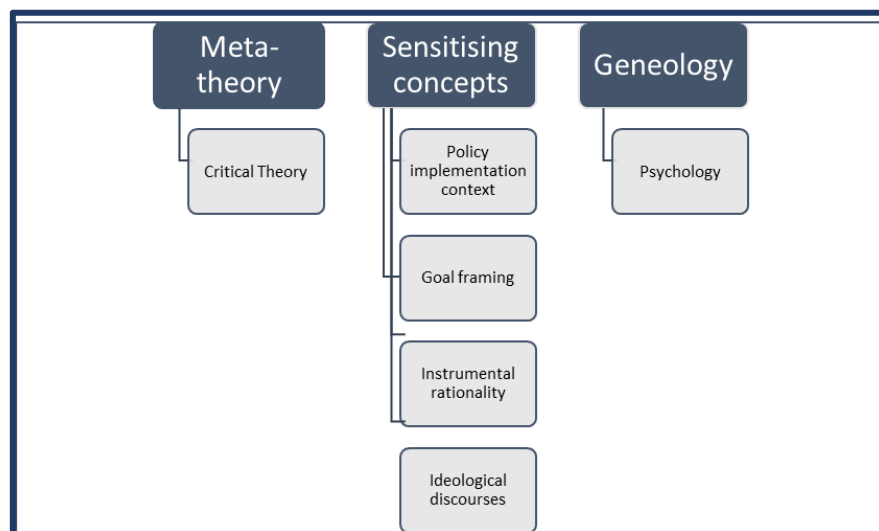 Meta-
theory
Critical Theory
Sensitising
concepts
Policy
implementation
context
Goal framing
Instrumental
rationality
Ideological
discourses
Geneology
Psychology